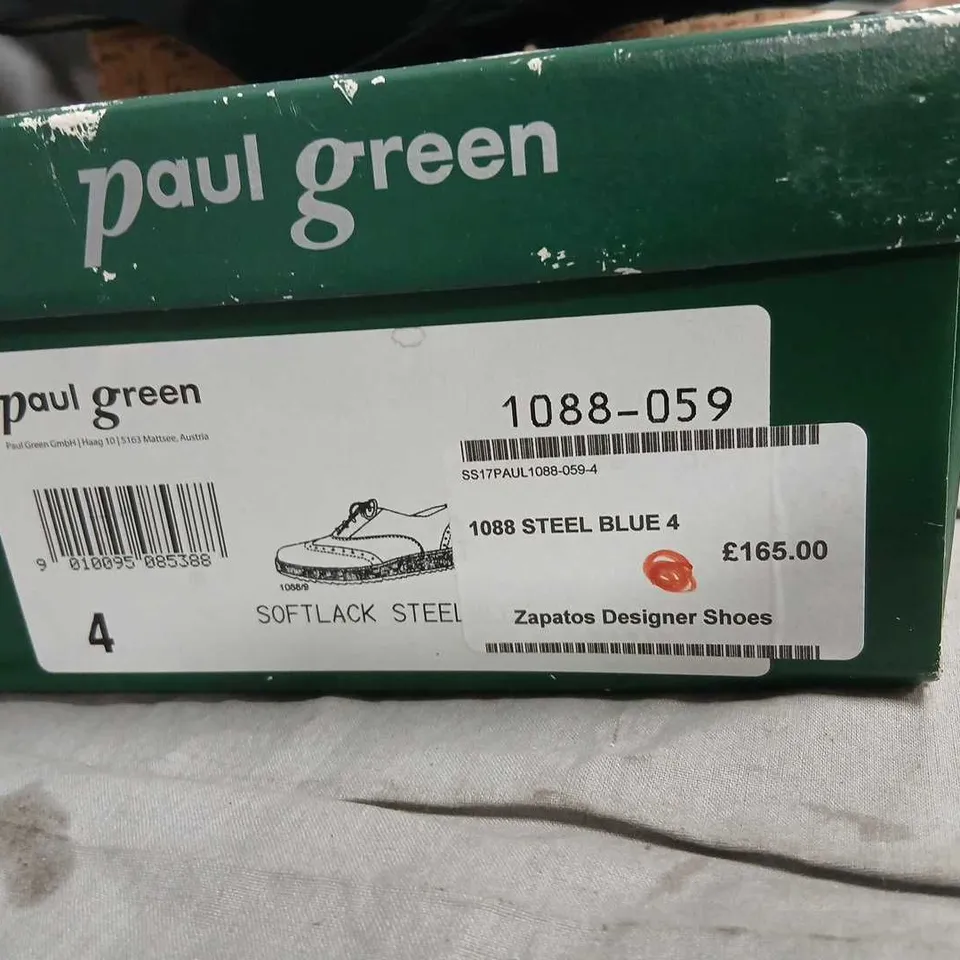 paul green
paul green
Paul Green GmbH | Haag 10 | 5163 Mattsee, Austria
1088-059
SS17PAUL1088-059-4
1088 STEEL BLUE 4
£165.00
Zapatos Designer Shoes
9 010095 085388
1088/9
SOFTLACK STEEL
4